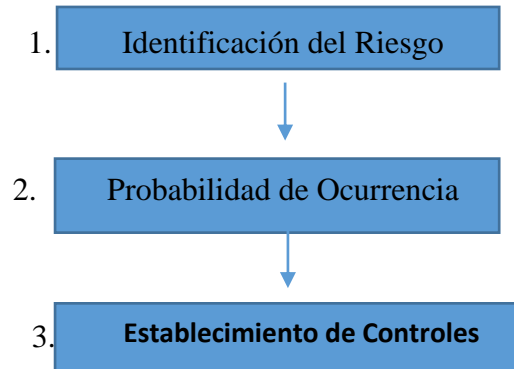 1. Identificación del Riesgo
2. Probabilidad de Ocurrencia
3. Establecimiento de Controles